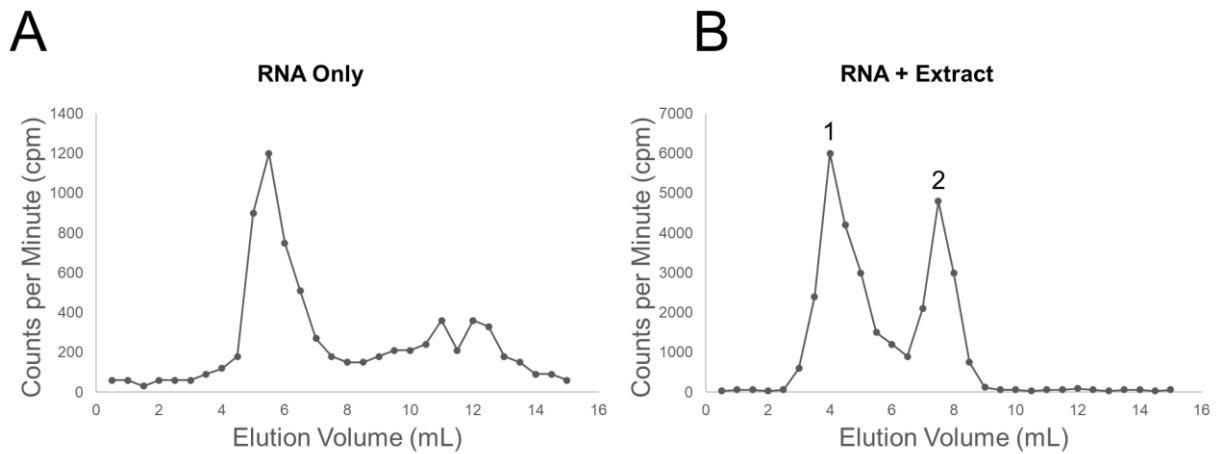 A
RNA Only
Counts per Minute (cpm)
1400
1200
1000
800
600
400
200
0
0 2 4 6 8 10 12 14 16
Elution Volume (mL)
B
RNA + Extract
Counts per Minute (cpm)
7000
6000
5000
4000
3000
2000
1000
0
1
2
0 2 4 6 8 10 12 14 16
Elution Volume (mL)